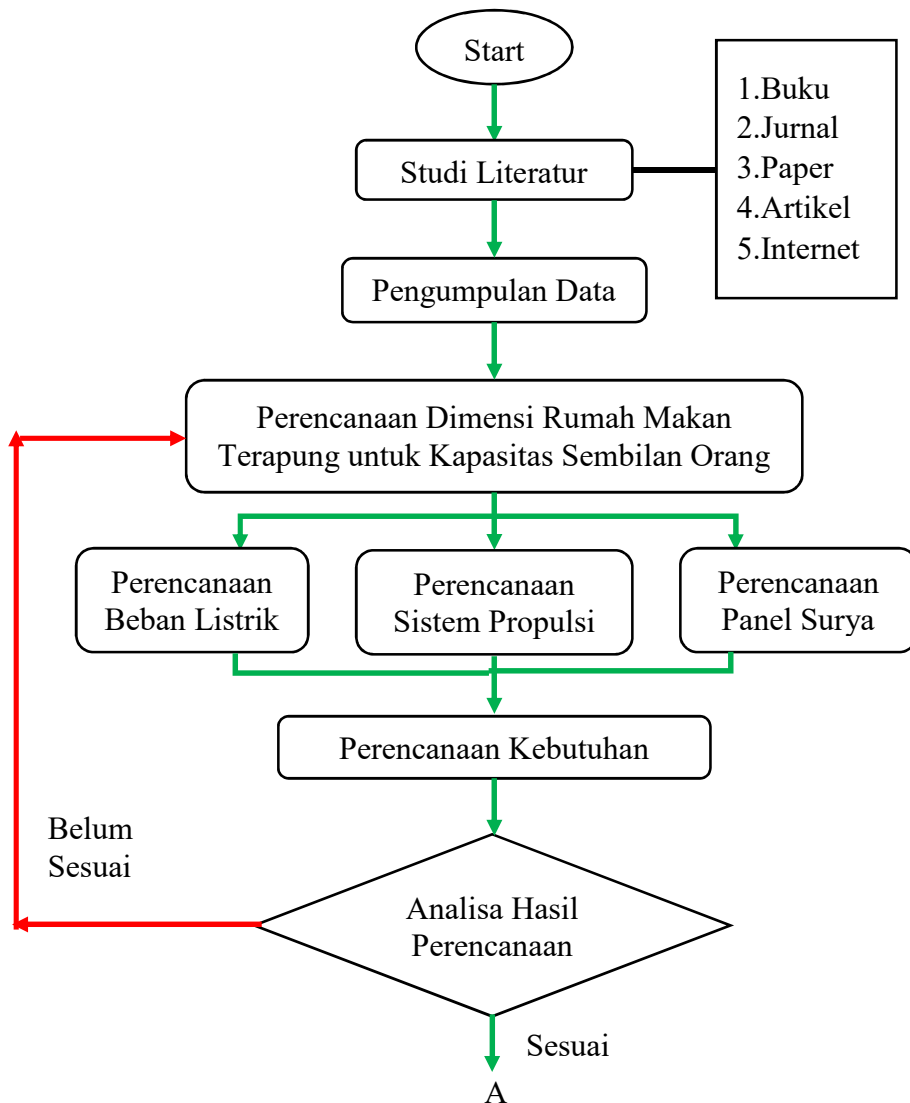 Start
1.Buku
2.Jurnal
3.Paper
4.Artikel
5.Internet
Studi Literatur
Pengumpulan Data
Perencanaan Dimensi Rumah Makan
Terapung untuk Kapasitas Sembilan Orang
Perencanaan
Beban Listrik
Perencanaan
Sistem Propulsi
Perencanaan
Panel Surya
Perencanaan Kebutuhan
Belum
Sesuai
Analisa Hasil
Perencanaan
Sesuai
A